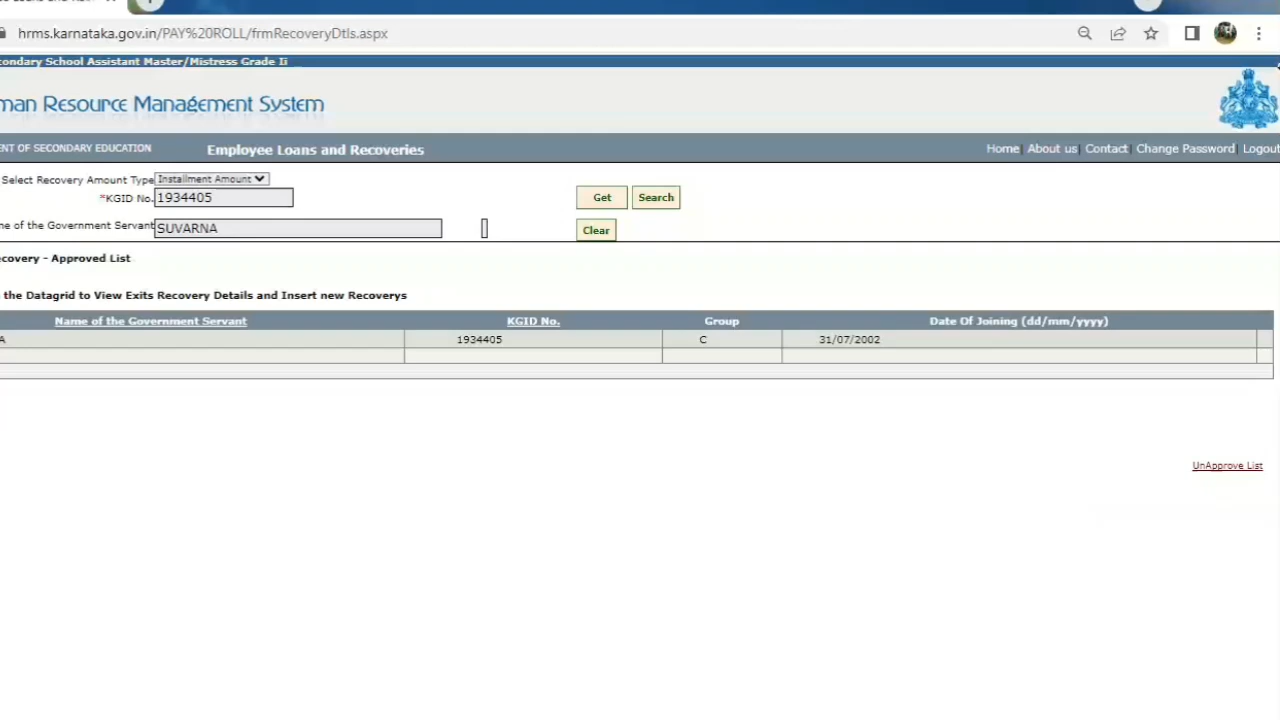 hrms.karnataka.gov.in/PAY%20ROLL/frmRecoveryDtls.aspx
condary School Assistant Master/Mistress Grade Ii
man Resource Management System
ENT OF SECONDARY EDUCATION Employee Loans and Recoveries Home About us Contact Change Password Logout
Select Recovery Amount Type Installment Amount
*KGID No. 1934405 Get Search
ne of the Government Servant SUVARNA Clear
ecovery - Approved List
the Datagrid to View Exits Recovery Details and Insert new Recoverys
Name of the Government Servant KGID No. Group Date Of Joining (dd/mm/yyyy)
A 1934405 C 31/07/2002
UnApprove List